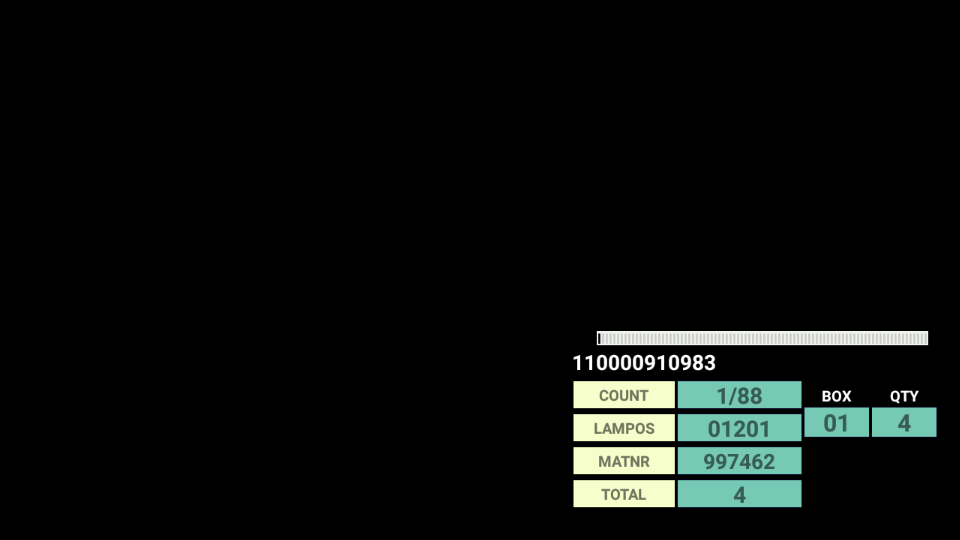 110000910983
COUNT 1/88 BOX QTY
LAMPOS 01201 01 4
MATNR 997462
TOTAL 4